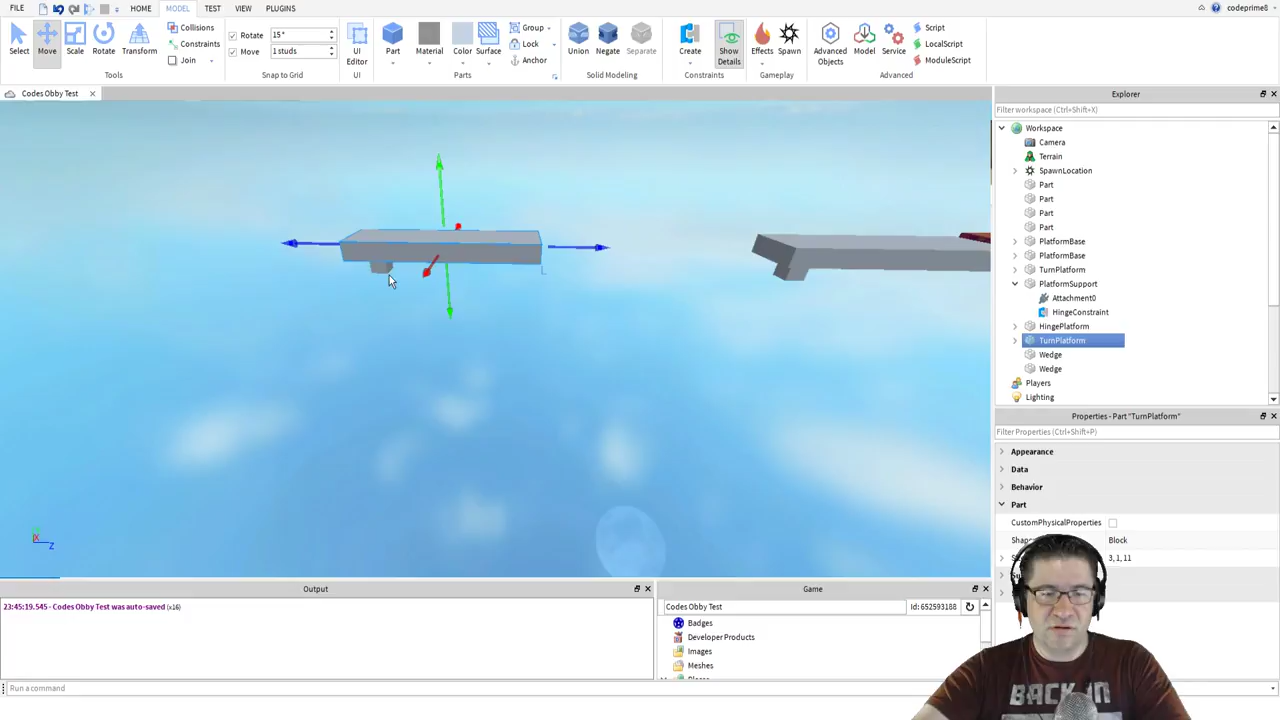 FILE HOME MODEL TEST VIEW PLUGINS codeprime8
Select Move Scale Rotate Transform
Collisions
Constraints
Join
Tools
Rotate 15°
Move 1 studs
Snap to Grid
UI Editor
UI
Part Material Color Surface
Group
Lock
Anchor
Parts
Union Negate Separate
Solid Modeling
Create Show Details
Constraints
Effects Spawn
Gameplay
Advanced Objects Model Service
Script
LocalScript
ModuleScript
Advanced
Codes Obby Test
Explorer
Filter workspace (Ctrl+Shift+X)
Workspace
Camera
Terrain
SpawnLocation
Part
Part
Part
Part
PlatformBase
PlatformBase
TurnPlatform
PlatformSupport
Attachment0
HingeConstraint
HingePlatform
TurnPlatform
Wedge
Wedge
Players
Lighting
Properties - Part "TurnPlatform"
Filter Properties (Ctrl+Shift+P)
Appearance
Data
Behavior
Part
CustomPhysicalProperties
Block
3, 1, 11
L
X
Z
Output
23:45:19.545 - Codes Obby Test was auto-saved (x16)
Game
Codes Obby Test Id: 652593188
Badges
Developer Products
Images
Meshes
Run a command
BACK IN